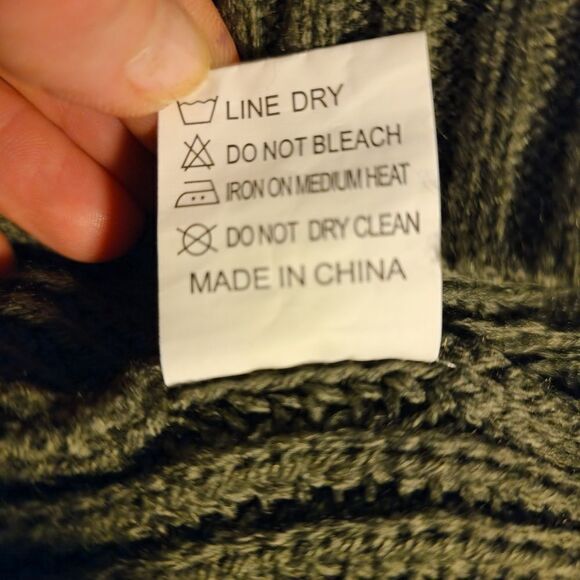 LINE DRY
DO NOT BLEACH
IRON ON MEDIUM HEAT
DO NOT DRY CLEAN
MADE IN CHINA